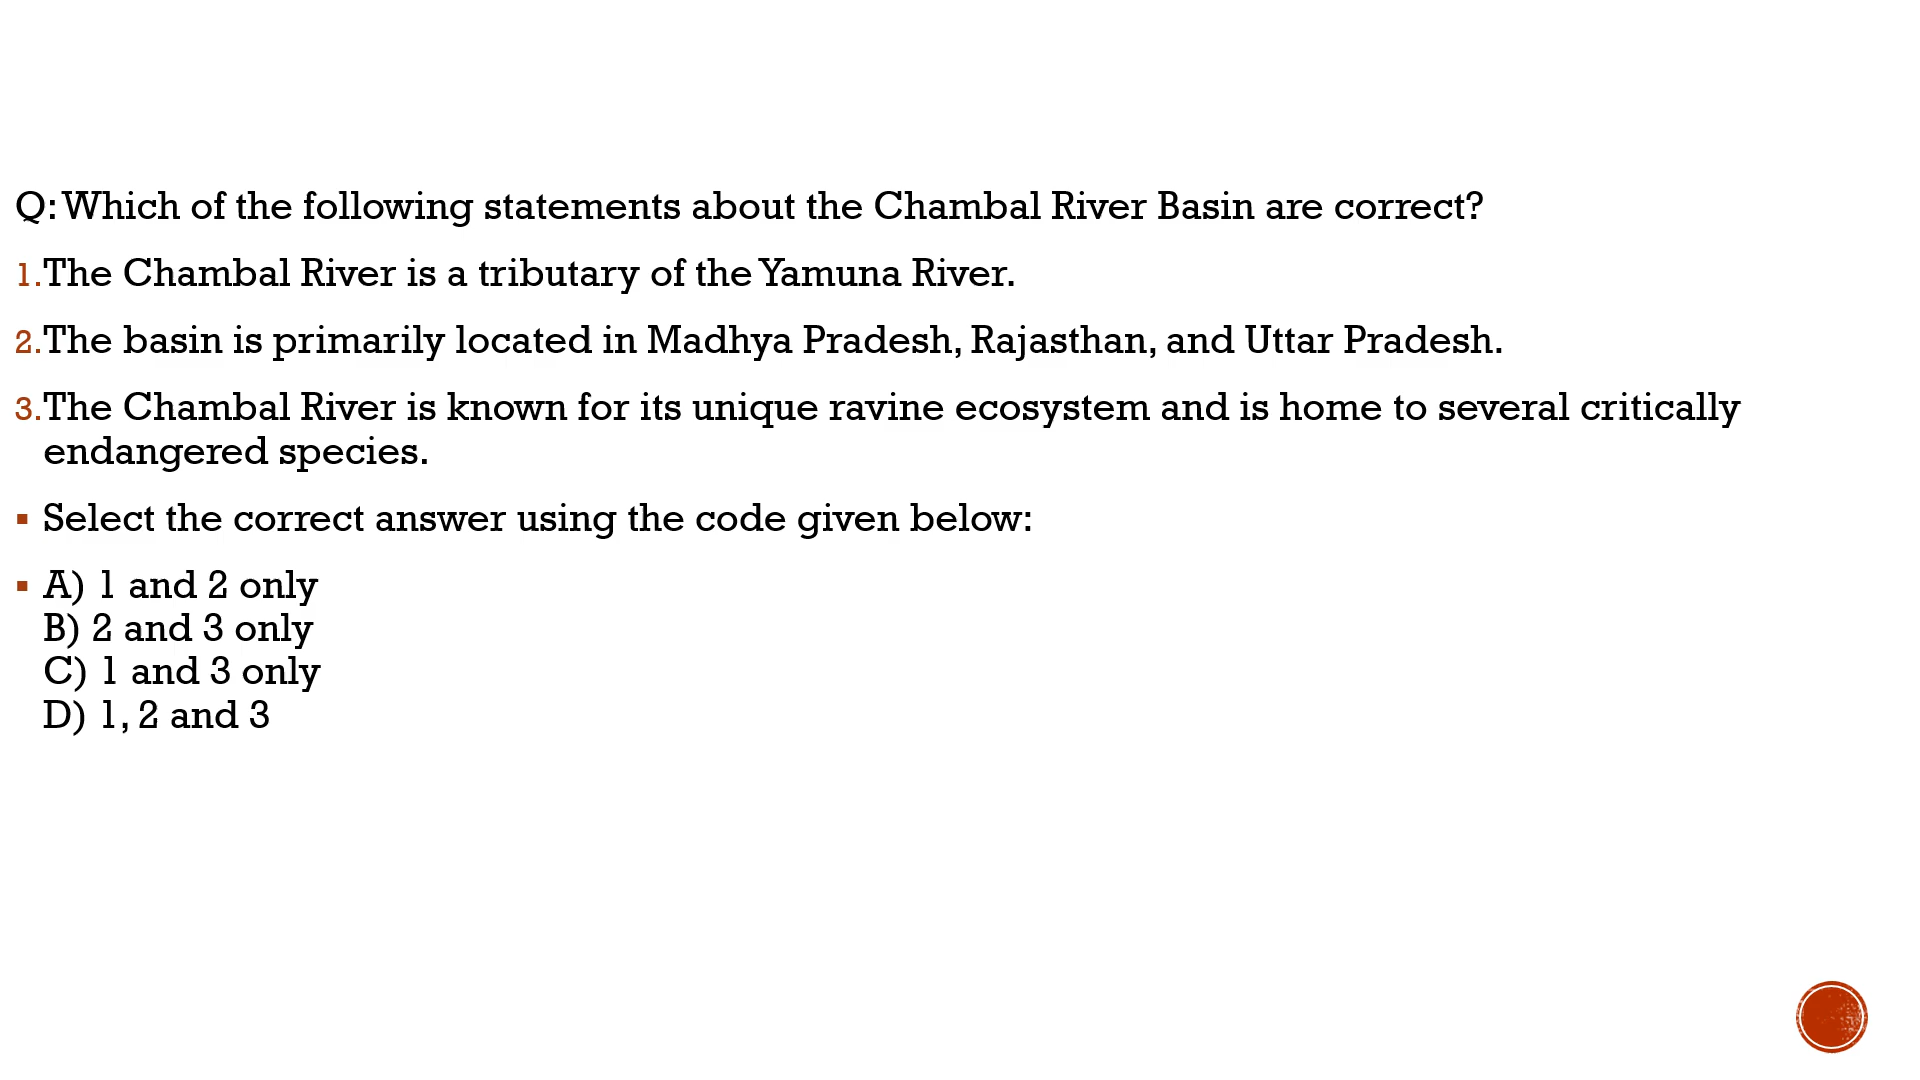 Q: Which of the following statements about the Chambal River Basin are correct?
1. The Chambal River is a tributary of the Yamuna River.
2. The basin is primarily located in Madhya Pradesh, Rajasthan, and Uttar Pradesh.
3. The Chambal River is known for its unique ravine ecosystem and is home to several critically
endangered species.
▪ Select the correct answer using the code given below:
▪ A) 1 and 2 only
B) 2 and 3 only
C) 1 and 3 only
D) 1, 2 and 3